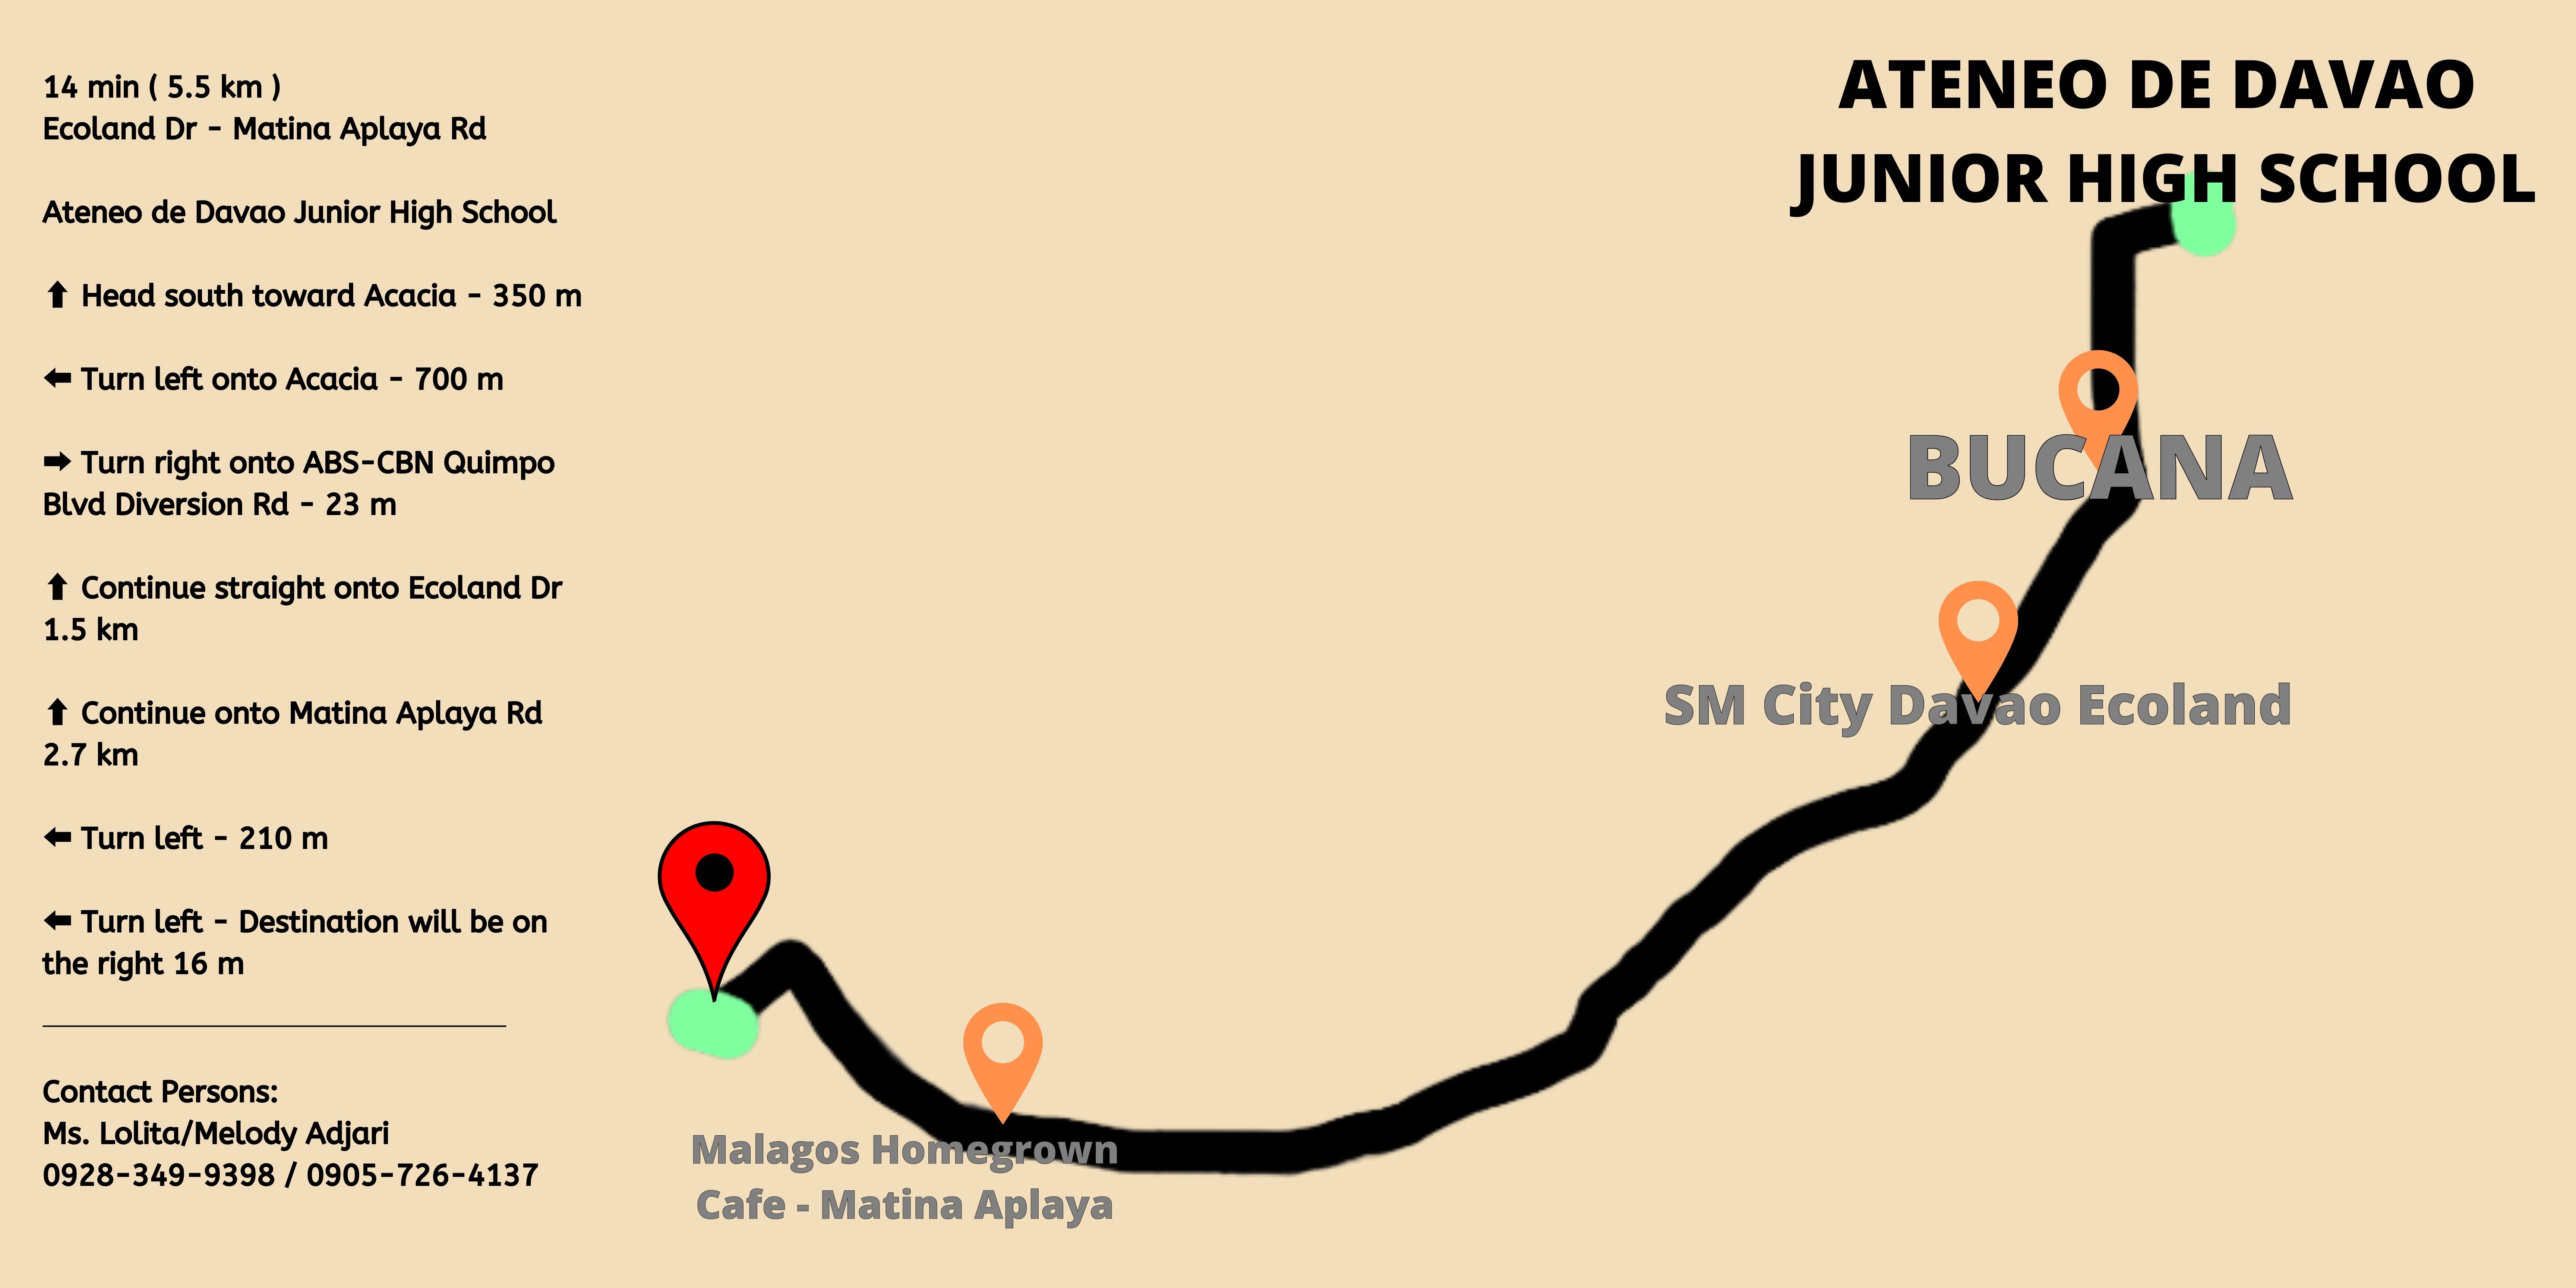 14 min ( 5.5 km )
Ecoland Dr - Matina Aplaya Rd
Ateneo de Davao Junior High School
⬆ Head south toward Acacia - 350 m
⬅ Turn left onto Acacia - 700 m
➡ Turn right onto ABS-CBN Quimpo
Blvd Diversion Rd - 23 m
⬆ Continue straight onto Ecoland Dr
1.5 km
⬆ Continue onto Matina Aplaya Rd
2.7 km
⬅ Turn left - 210 m
⬅ Turn left - Destination will be on
the right 16 m
Contact Persons:
Ms. Lolita/Melody Adjari
0928-349-9398 / 0905-726-4137
ATENEO DE DAVAO
JUNIOR HIGH SCHOOL
BUCANA
SM City Davao Ecoland
Malagos Homegrown
Cafe - Matina Aplaya